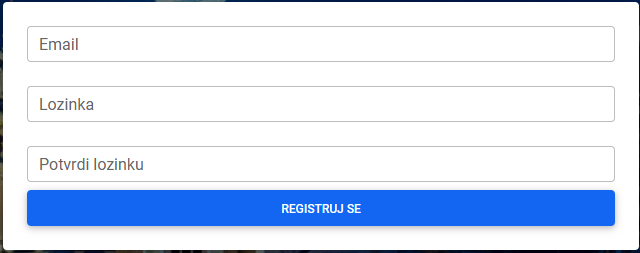 Email
Lozinka
Potvrdi lozinku
REGISTRUJ SE